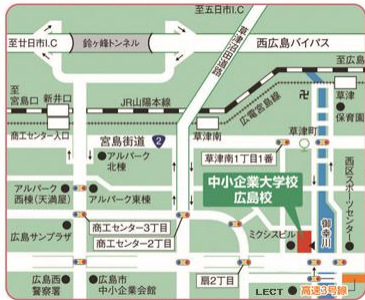 至五日市I.C
至廿日市I.C
鈴ヶ峰トンネル
草津沼田道路
西広島バイパス
至広島
至
宮島口
新井口
JR山陽本線
広電宮島線
草津
保育園
商工センター入口
宮島街道 2
草津南
草津町
アルパーク
北棟
草津南1丁目1番
中小企業大学校
広島校
西区スポーツセンター
アルパーク
西棟(天満屋)
アルパーク東棟
商工センター3丁目
商工センター2丁目
ミクシスビル
御幸川
広島サンプラザ
広島西
警察署
広島市
中小企業会館
扇2丁目
LECT
高速3号線